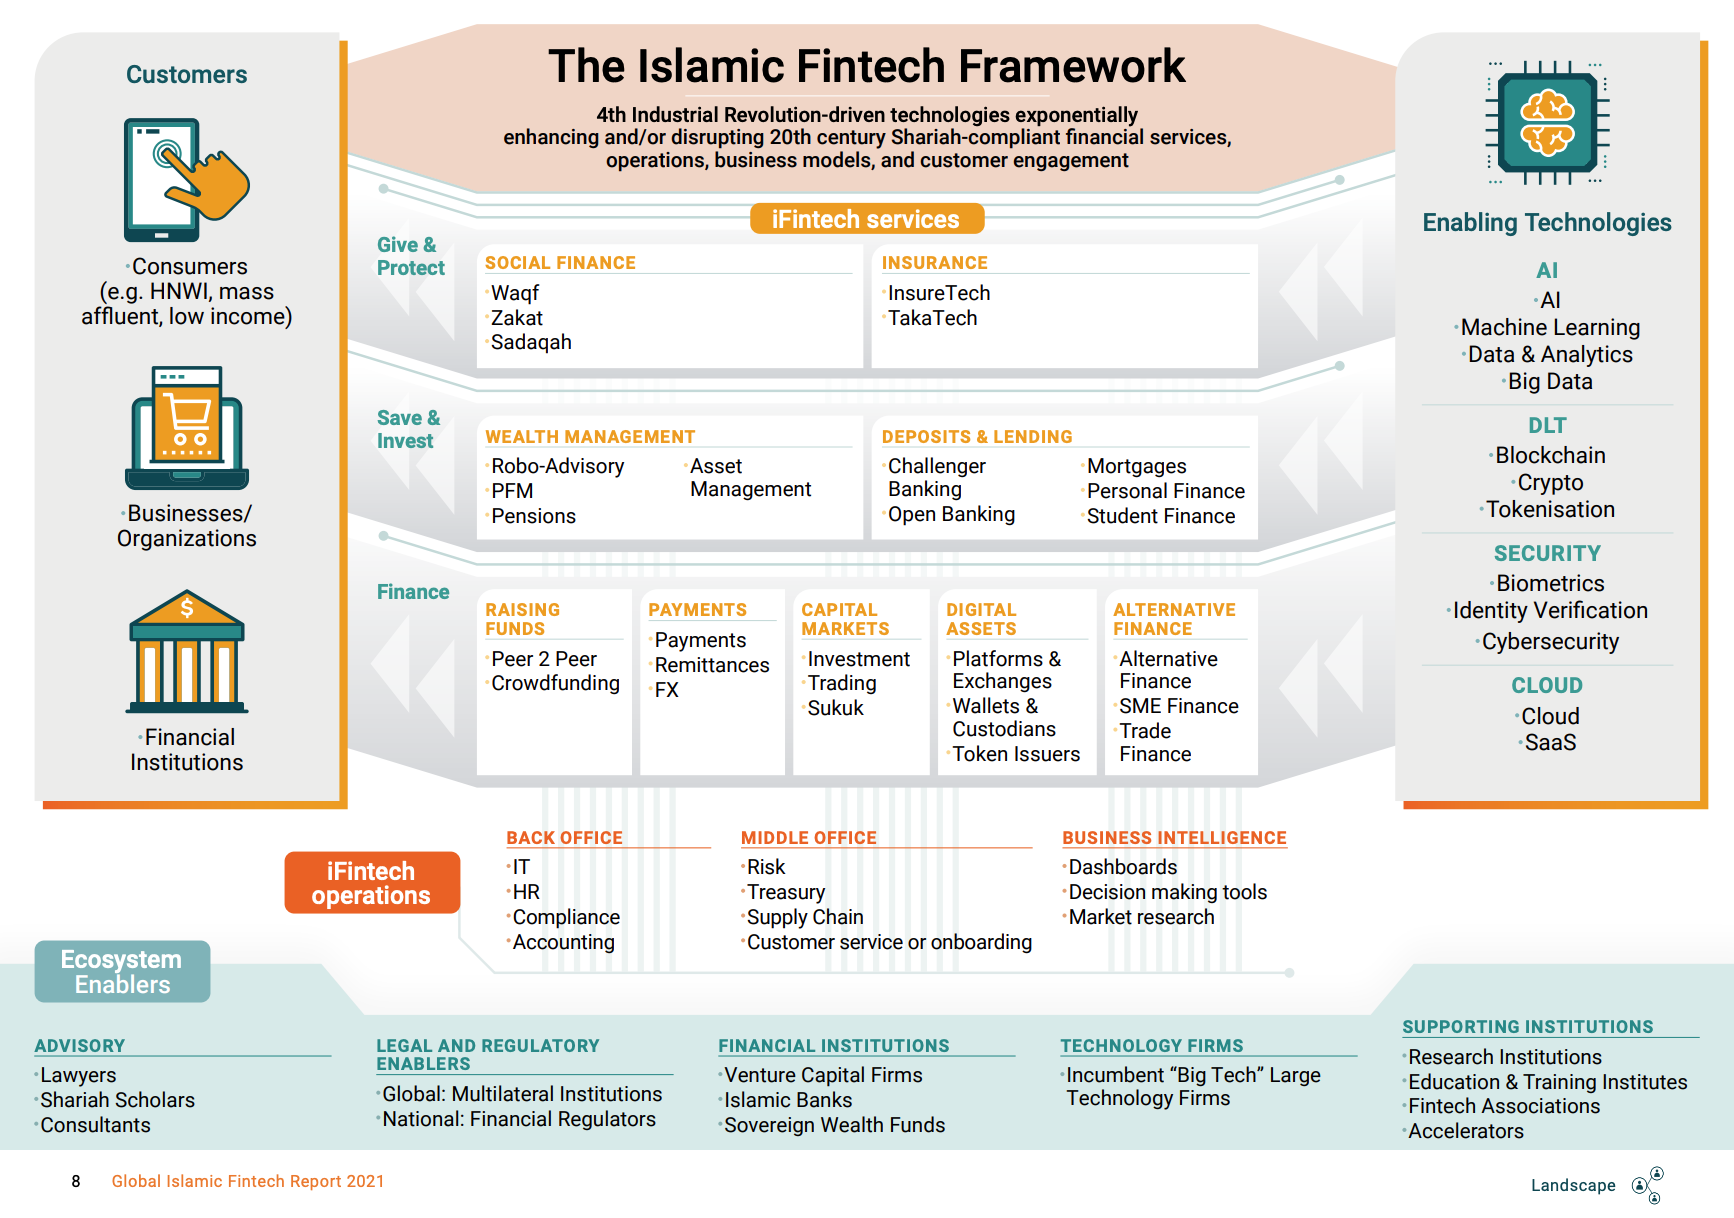 The Islamic Fintech Framework
4th Industrial Revolution-driven technologies exponentially
enhancing and/or disrupting 20th century Shariah-compliant financial services,
operations, business models, and customer engagement
Customers
•Consumers
(e.g. HNWI, mass
affluent, low income)
•Businesses/
Organizations
$
•Financial
Institutions
iFintech services
Give &
Protect
SOCIAL FINANCE
•Waqf
•Zakat
•Sadaqah
INSURANCE
•InsureTech
•TakaTech
Save &
Invest
WEALTH MANAGEMENT
•Robo-Advisory
•PFM
•Pensions
•Asset
Management
DEPOSITS & LENDING
•Challenger
Banking
•Open Banking
•Mortgages
•Personal Finance
•Student Finance
Finance
RAISING
FUNDS
•Peer 2 Peer
•Crowdfunding
PAYMENTS
•Payments
•Remittances
•FX
CAPITAL
MARKETS
•Investment
•Trading
•Sukuk
DIGITAL
ASSETS
•Platforms &
Exchanges
•Wallets &
Custodians
•Token Issuers
ALTERNATIVE
FINANCE
•Alternative
Finance
•SME Finance
•Trade
Finance
Enabling Technologies
AI
•AI
•Machine Learning
•Data & Analytics
•Big Data
DLT
•Blockchain
•Crypto
•Tokenisation
SECURITY
•Biometrics
•Identity Verification
•Cybersecurity
CLOUD
•Cloud
•SaaS
iFintech
operations
BACK OFFICE
•IT
•HR
•Compliance
•Accounting
MIDDLE OFFICE
•Risk
•Treasury
•Supply Chain
•Customer service or onboarding
BUSINESS INTELLIGENCE
•Dashboards
•Decision making tools
•Market research
Ecosystem
Enablers
ADVISORY
•Lawyers
•Shariah Scholars
•Consultants
LEGAL AND REGULATORY
ENABLERS
•Global: Multilateral Institutions
•National: Financial Regulators
FINANCIAL INSTITUTIONS
•Venture Capital Firms
•Islamic Banks
•Sovereign Wealth Funds
TECHNOLOGY FIRMS
•Incumbent “Big Tech” Large
Technology Firms
SUPPORTING INSTITUTIONS
•Research Institutions
•Education & Training Institutes
•Fintech Associations
•Accelerators
8 Global Islamic Fintech Report 2021
Landscape